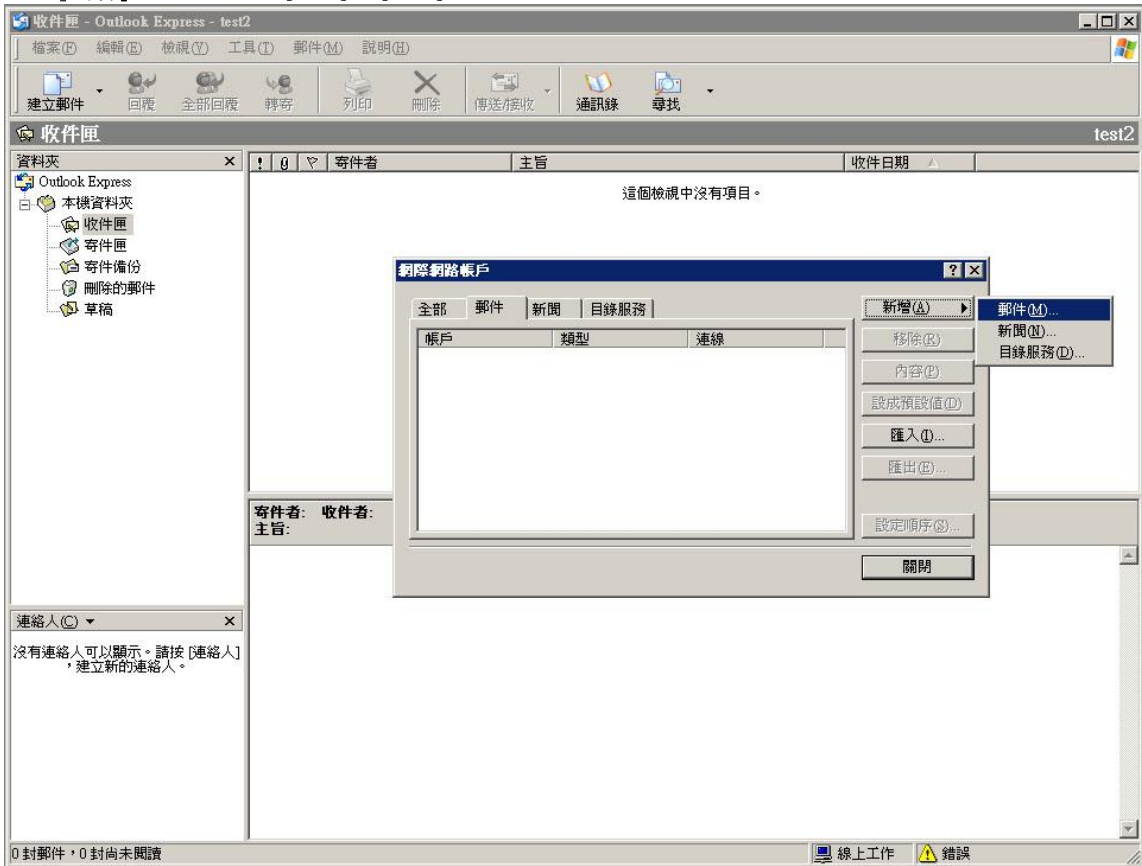 收件匣 - Outlook Express - test2
檔案(F) 編輯(E) 檢視(V) 工具(T) 郵件(M) 說明(H)
建立郵件 回覆 全部回覆 轉寄 列印 刪除 傳送/接收 通訊錄 尋找
收件匣 test2
資料夾
! 寄件者 主旨 收件日期
Outlook Express
這個檢視中沒有項目。
本機資料夾
收件匣
寄件匣
寄件備份
刪除的郵件
草稿
網際網路帳戶
全部 郵件 新聞 目錄服務
帳戶 類型 連線
新增(A)
移除(R)
內容(P)
設成預設值(D)
匯入(I)...
匯出(E)...
設定順序(S)...
關閉
郵件(M)...
新聞(N)...
目錄服務(D)...
寄件者: 收件者:
主旨:
連絡人(C)
沒有連絡人可以顯示。請按 [連絡人]
,建立新的連絡人。
0 封郵件,0 封尚未閱讀
線上工作 錯誤